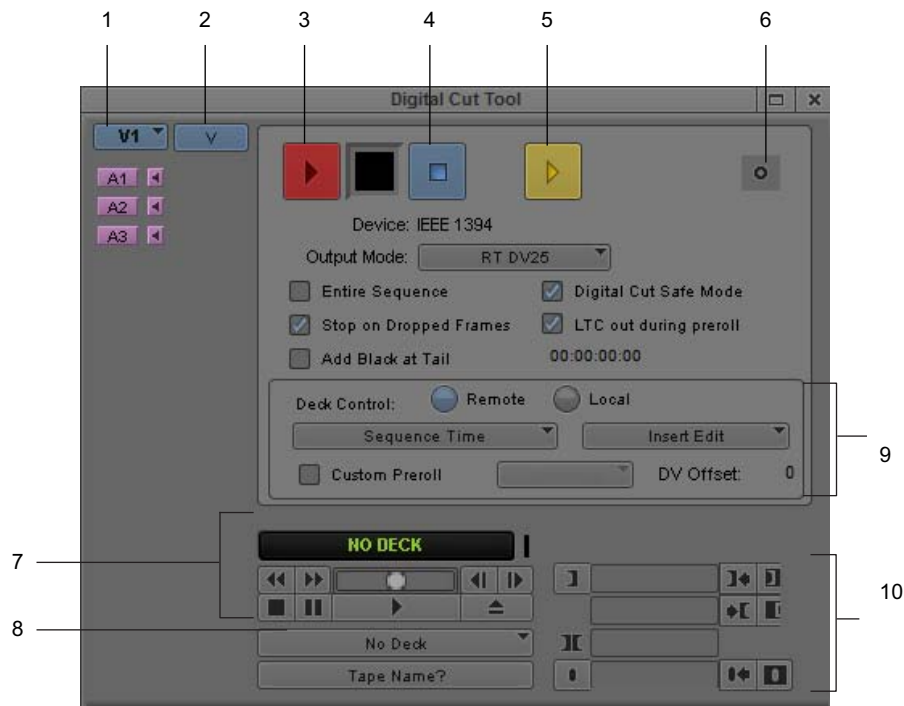 1 2 3 4 5 6
Digital Cut Tool
V1 V
A1
A2
A3
Device: IEEE 1394
Output Mode: RT DV25
Entire Sequence Digital Cut Safe Mode
Stop on Dropped Frames LTC out during preroll
Add Black at Tail 00:00:00:00
Deck Control: Remote Local
Sequence Time Insert Edit
9
Custom Preroll DV Offset: 0
NO DECK
7
10
8
No Deck
Tape Name?